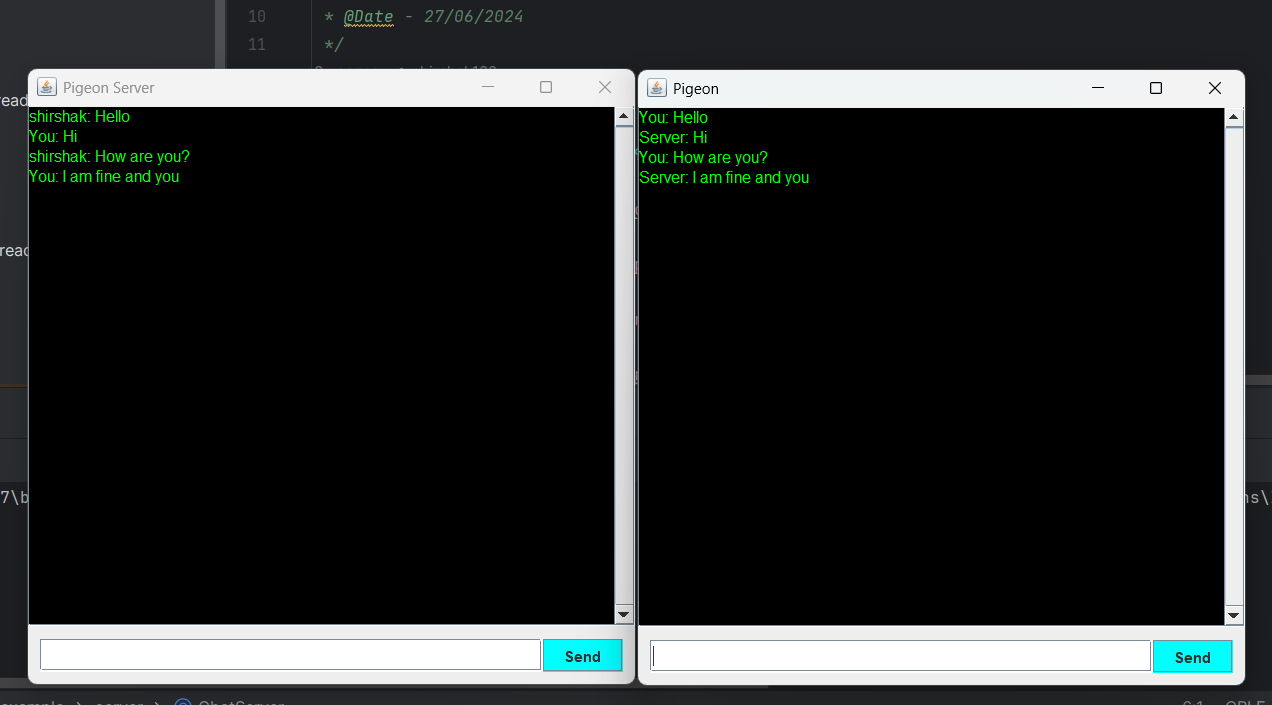 10 * @Date - 27/06/2024
11 */
Pigeon Server
shirshak: Hello
You: Hi
shirshak: How are you?
You: I am fine and you
Send
Pigeon
You: Hello
Server: Hi
You: How are you?
Server: I am fine and you
Send
read
read
7\b
ns\